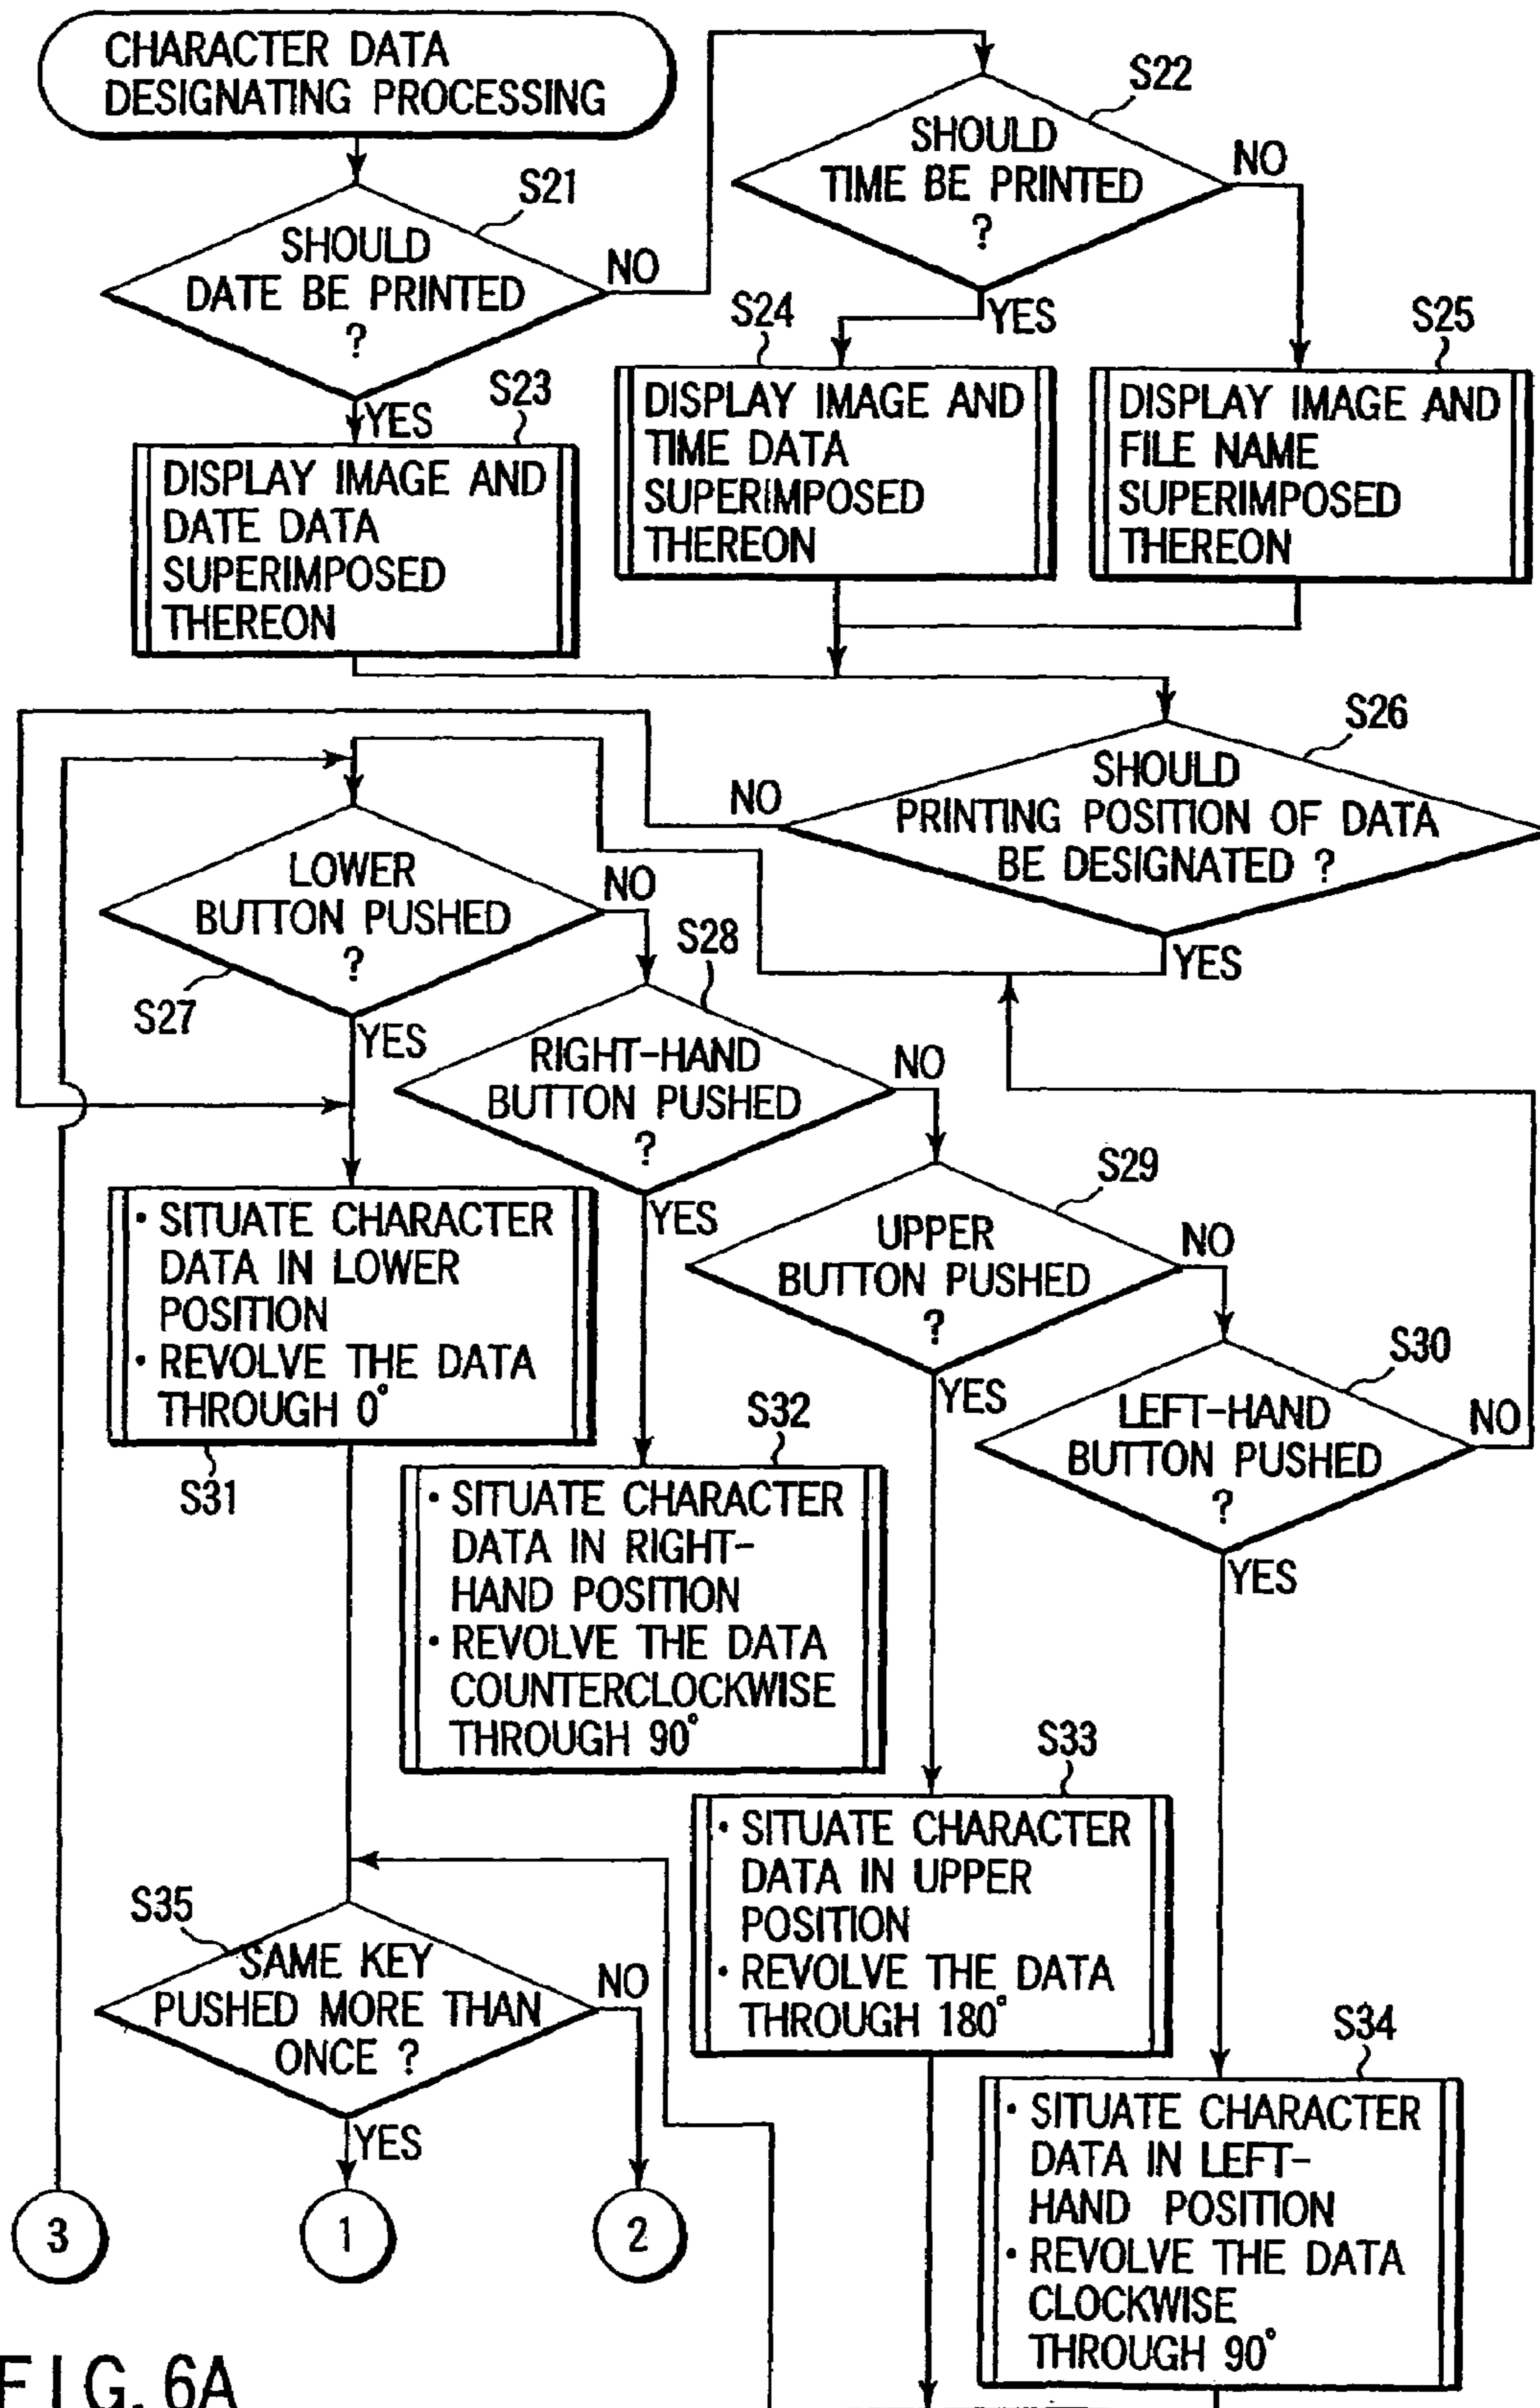 CHARACTER DATA
DESIGNATING PROCESSING
S21
SHOULD
DATE BE PRINTED
?
NO
YES
S22
SHOULD
TIME BE PRINTED
?
NO
YES
S23
DISPLAY IMAGE AND
DATE DATA
SUPERIMPOSED
THEREON
S24
DISPLAY IMAGE AND
TIME DATA
SUPERIMPOSED
THEREON
S25
DISPLAY IMAGE AND
FILE NAME
SUPERIMPOSED
THEREON
S26
SHOULD
PRINTING POSITION OF DATA
BE DESIGNATED ?
NO
YES
LOWER
BUTTON PUSHED
?
S27
NO
YES
S28
RIGHT-HAND
BUTTON PUSHED
?
NO
YES
S29
UPPER
BUTTON PUSHED
?
NO
YES
S30
LEFT-HAND
BUTTON PUSHED
?
NO
YES
· SITUATE CHARACTER
DATA IN LOWER
POSITION
· REVOLVE THE DATA
THROUGH 0°
S31
S32
· SITUATE CHARACTER
DATA IN RIGHT-
HAND POSITION
· REVOLVE THE DATA
COUNTERCLOCKWISE
THROUGH 90°
S33
· SITUATE CHARACTER
DATA IN UPPER
POSITION
· REVOLVE THE DATA
THROUGH 180°
S34
· SITUATE CHARACTER
DATA IN LEFT-
HAND POSITION
· REVOLVE THE DATA
CLOCKWISE
THROUGH 90°
S35
SAME KEY
PUSHED MORE THAN
ONCE ?
NO
YES
3
1
2
FIG. 6A